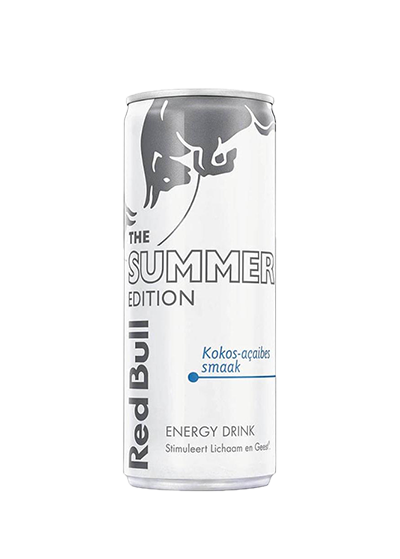 THE
SUMMER
EDITION
Red Bull
Kokos-açaibes
smaak
ENERGY DRINK
Stimuleert Lichaam en Geest®.